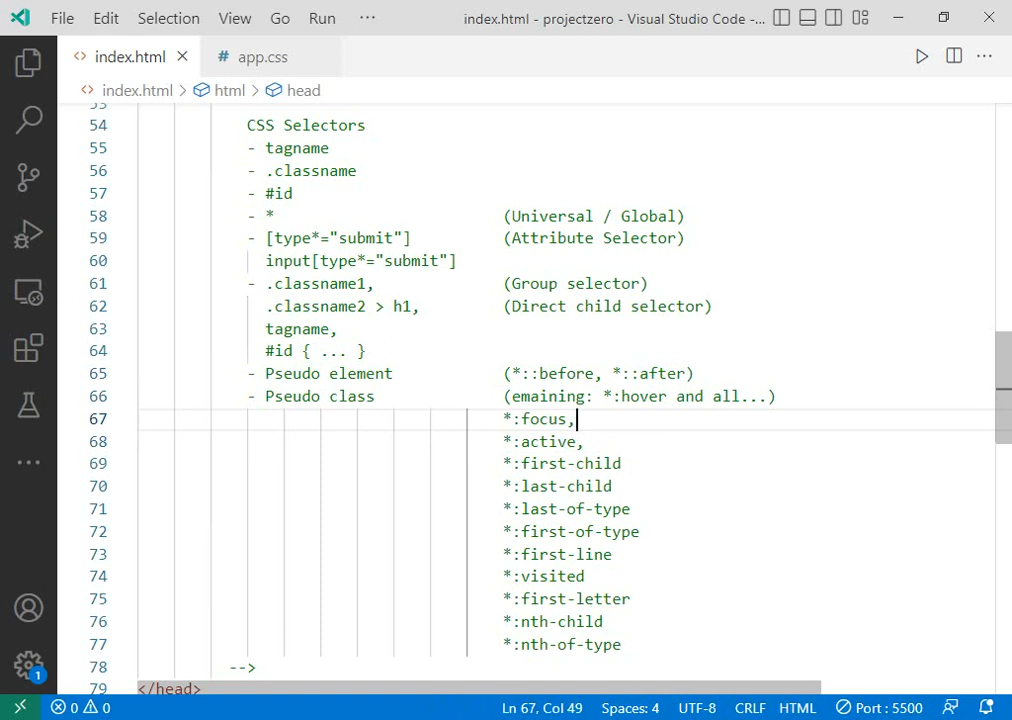 File Edit Selection View Go Run ··· index.html - projectzero - Visual Studio Code -...
<> index.html × # app.css
<> index.html > html > head
53
54 CSS Selectors
55 - tagname
56 - .classname
57 - #id
58 - * (Universal / Global)
59 - [type*="submit"] (Attribute Selector)
60 input[type*="submit"]
61 - .classname1, (Group selector)
62 .classname2 > h1, (Direct child selector)
63 tagname,
64 #id { ... }
65 - Pseudo element (*::before, *::after)
66 - Pseudo class (emaining: *:hover and all...)
67 *:focus,
68 *:active,
69 *:first-child
70 *:last-child
71 *:last-of-type
72 *:first-of-type
73 *:first-line
74 *:visited
75 *:first-letter
76 *:nth-child
77 *:nth-of-type
78 -->
79 </head>
1
0 0 Ln 67, Col 49 Spaces: 4 UTF-8 CRLF HTML Port : 5500